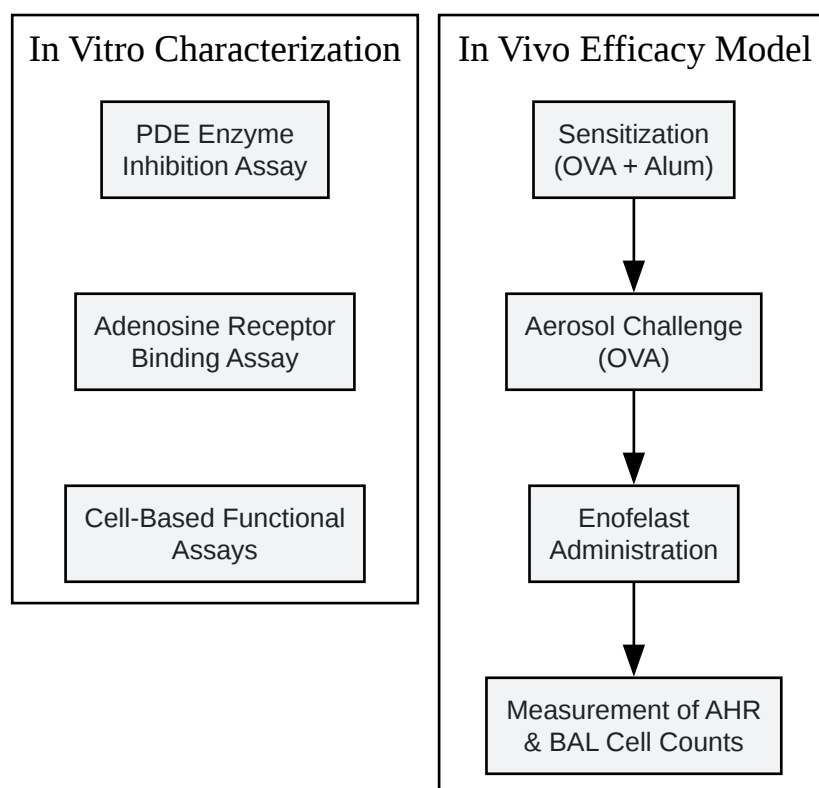 In Vitro Characterization
PDE Enzyme
Inhibition Assay
Adenosine Receptor
Binding Assay
Cell-Based Functional
Assays
In Vivo Efficacy Model
Sensitization
(OVA + Alum)
Aerosol Challenge
(OVA)
Enofelast
Administration
Measurement of AHR
& BAL Cell Counts